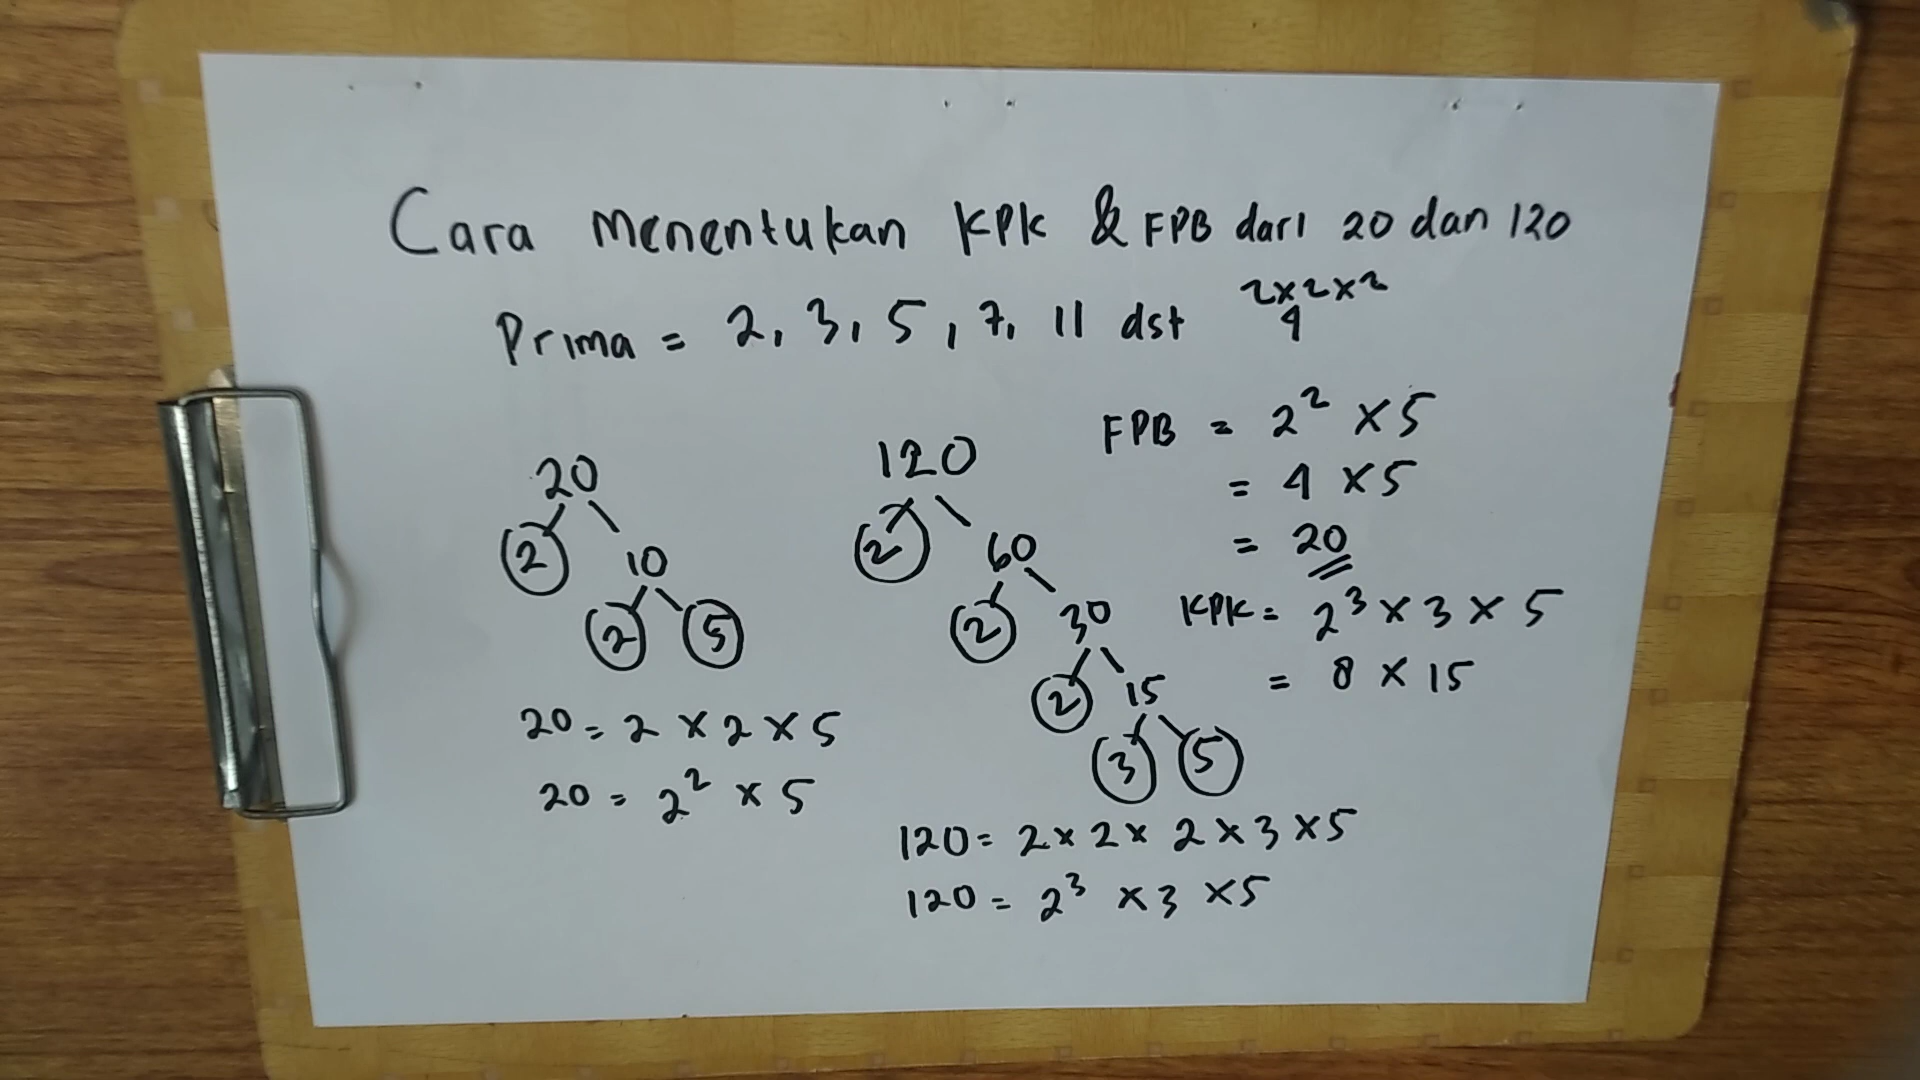 Cara menentukan KPK & FPB dari 20 dan 120
Prima = 2, 3, 5, 7, 11 dst
2x2x2
4
20
2 10
2 5
20 = 2 x 2 x 5
20 = 2² x 5
120
2 60
2 30
2 15
3 5
120 = 2 x 2 x 2 x 3 x 5
120 = 2³ x 3 x 5
FPB = 2² x 5
= 4 x 5
= 20
KPK = 2³ x 3 x 5
= 8 x 15